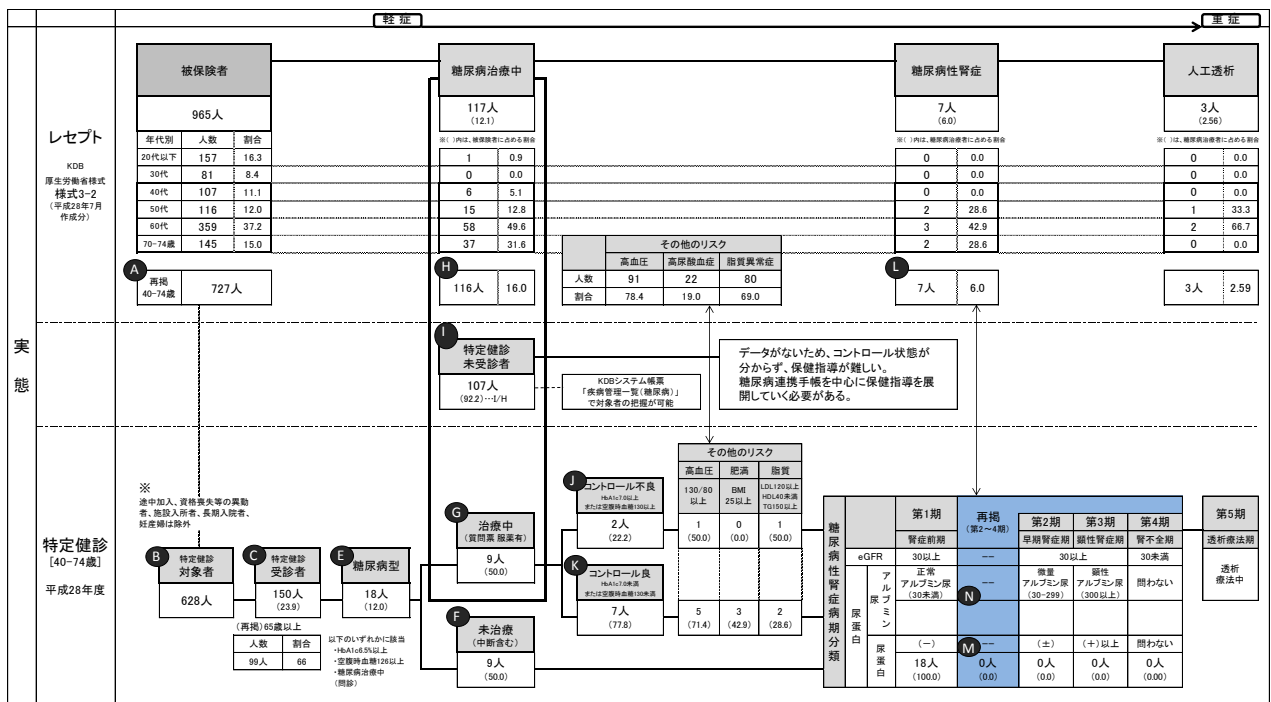 軽症
重症
実態
レセプト
KDB
厚生労働省様式
様式3-2
(平成28年7月
作成分)
被保険者
965人
年代別 人数 割合
20代以下 157 16.3
30代 81 8.4
40代 107 11.1
50代 116 12.0
60代 359 37.2
70-74歳 145 15.0
A
再掲
40-74歳
727人
糖尿病治療中
117人
(12.1)
※( )内は、被保険者に占める割合
1 0.9
0 0.0
6 5.1
15 12.8
58 49.6
37 31.6
H
116人 16.0
その他のリスク
高血圧 高尿酸血症 脂質異常症
人数 91 22 80
割合 78.4 19.0 69.0
糖尿病性腎症
7人
(6.0)
※( )内は、糖尿病治療者に占める割合
0 0.0
0 0.0
0 0.0
2 28.6
3 42.9
2 28.6
L
7人 6.0
人工透析
3人
(2.56)
※( )は、糖尿病治療者に占める割合
0 0.0
0 0.0
0 0.0
1 33.3
2 66.7
0 0.0
3人 2.59
I
特定健診
未受診者
107人
(92.2)…I/H
KDBシステム帳票
「疾病管理一覧(糖尿病)」
で対象者の把握が可能
データがないため、コントロール状態が
分からず、保健指導が難しい。
糖尿病連携手帳を中心に保健指導を展
開していく必要がある。
特定健診
[40-74歳]
平成28年度
※
途中加入、資格喪失等の異動
者、施設入所者、長期入院者、
妊産婦は除外
B
特定健診
対象者
628人
C
特定健診
受診者
150人
(23.9)
(再掲)65歳以上
人数 割合
99人 66
E
糖尿病型
18人
(12.0)
以下のいずれかに該当
・HbA1c6.5%以上
・空腹時血糖126以上
・糖尿病治療中
(問診)
G
治療中
(質問票 服薬有)
9人
(50.0)
F
未治療
(中断含む)
9人
(50.0)
J
コントロール不良
HbA1c7.0以上
または空腹時血糖130以上
2人
(22.2)
K
コントロール良
HbA1c7.0未満
または空腹時血糖130未満
7人
(77.8)
その他のリスク
高血圧 肥満 脂質
130/80
以上
BMI
25以上
LDL120以上
HDL40未満
TG150以上
1 0 1
(50.0) (0.0) (50.0)
5 3 2
(71.4) (42.9) (28.6)
糖尿病性腎症病期分類
第1期
腎症前期
再掲
(第2~4期)
第2期
早期腎症期
第3期
顕性腎症期
第4期
腎不全期
第5期
透析療法期
eGFR 30以上 -- 30以上 30未満
透析
療法中
尿蛋白
尿アルブミン
正常
アルブミン尿
(30未満)
N
--
微量
アルブミン尿
(30-299)
顕性
アルブミン尿
(300以上)
問わない
尿蛋白
(-) M -- (±) (+)以上 問わない
18人 0人 0人 0人 0人
(100.0) (0.0) (0.0) (0.0) (0.00)